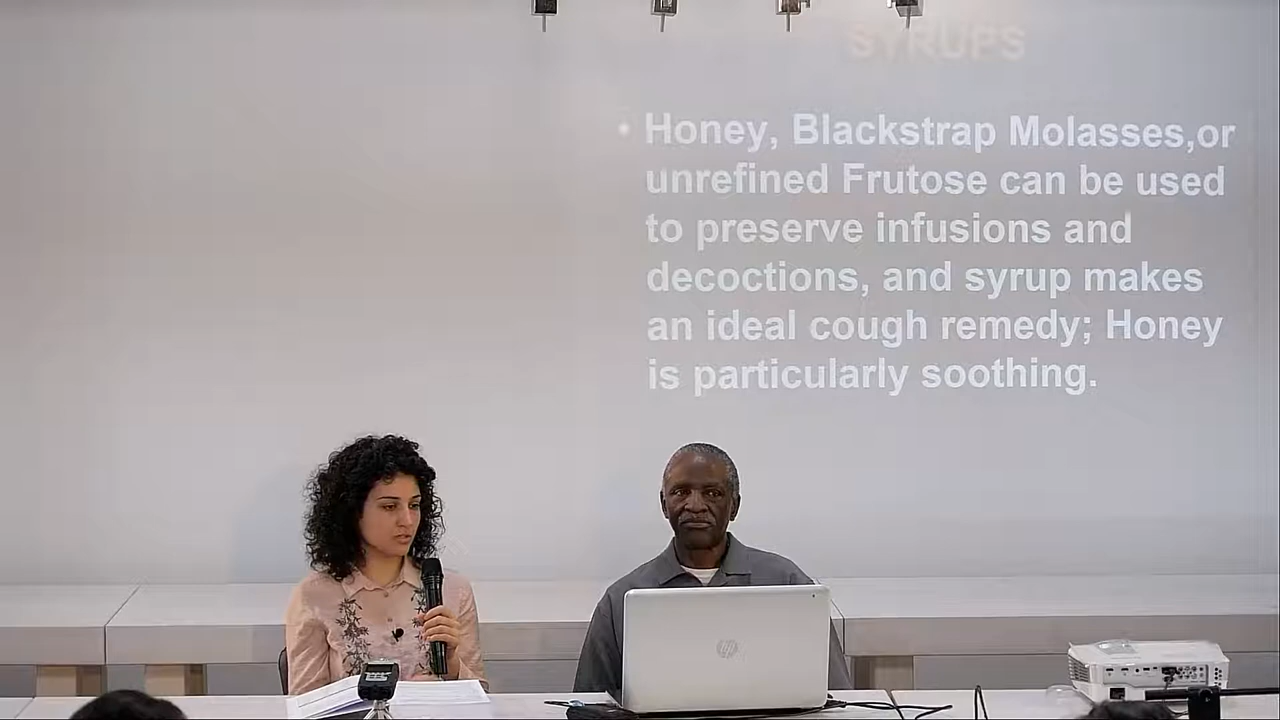 SYRUPS
• Honey, Blackstrap Molasses,or
unrefined Frutose can be used
to preserve infusions and
decoctions, and syrup makes
an ideal cough remedy; Honey
is particularly soothing.
hp